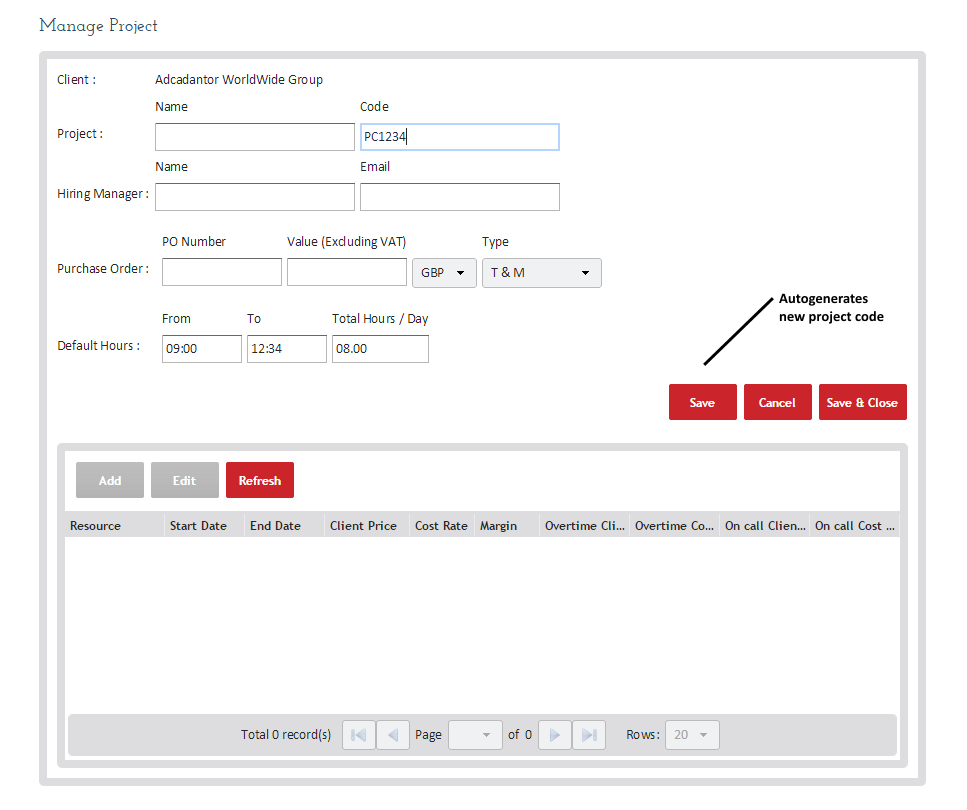 Manage Project
Client : Adcadantor WorldWide Group
Name Code
Project : PC1234
Name Email
Hiring Manager :
PO Number Value (Excluding VAT) Type
Purchase Order : GBP T & M
Autogenerates
new project code
From To Total Hours / Day
Default Hours : 09:00 12:34 08.00
Save Cancel Save & Close
Add Edit Refresh
Resource Start Date End Date Client Price Cost Rate Margin Overtime Cli... Overtime Co... On call Clien... On call Cost ...
Total 0 record(s) Page of 0 Rows: 20